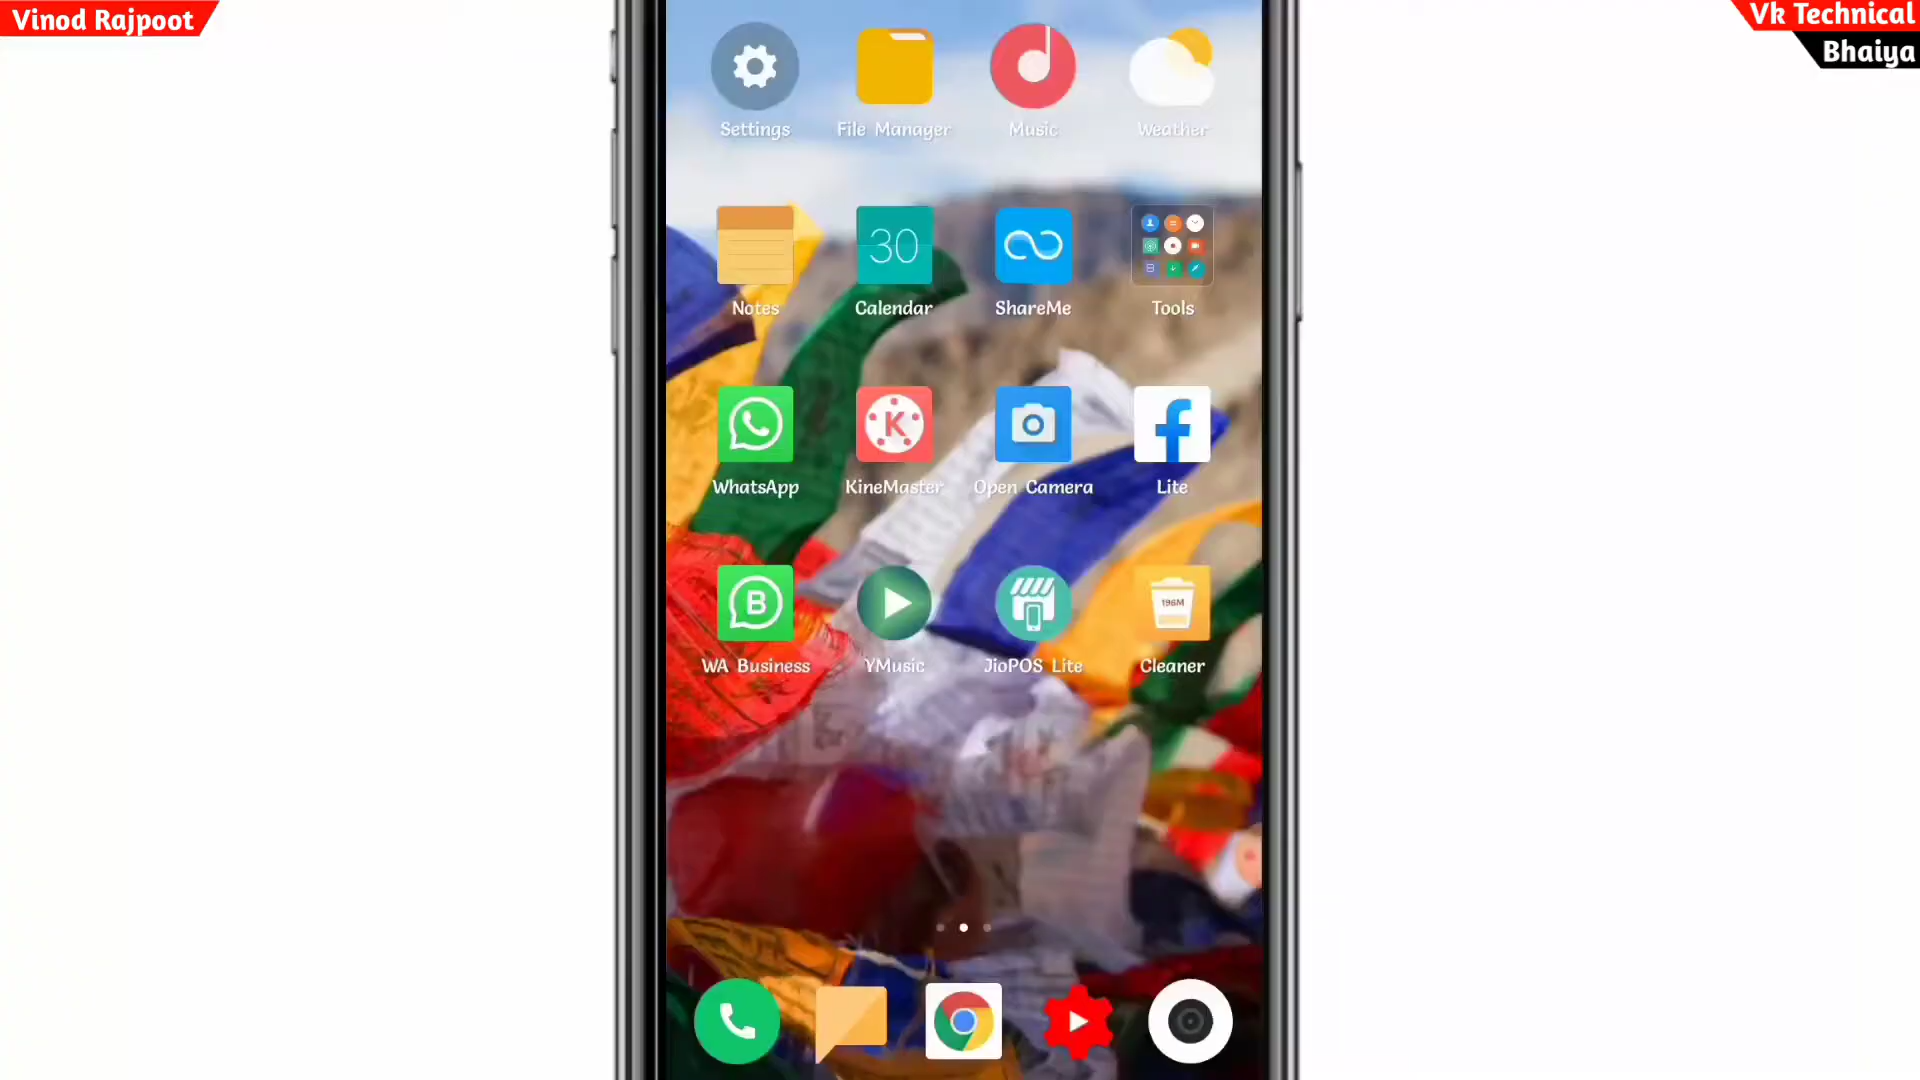 Vinod Rajpoot
Vk Technical
Bhaiya
Settings
File Manager
Music
Weather
30
Notes
Calendar
ShareMe
Tools
K
WhatsApp
KineMaster
Open Camera
Lite
B
WA Business
YMusic
JioPOS Lite
Cleaner